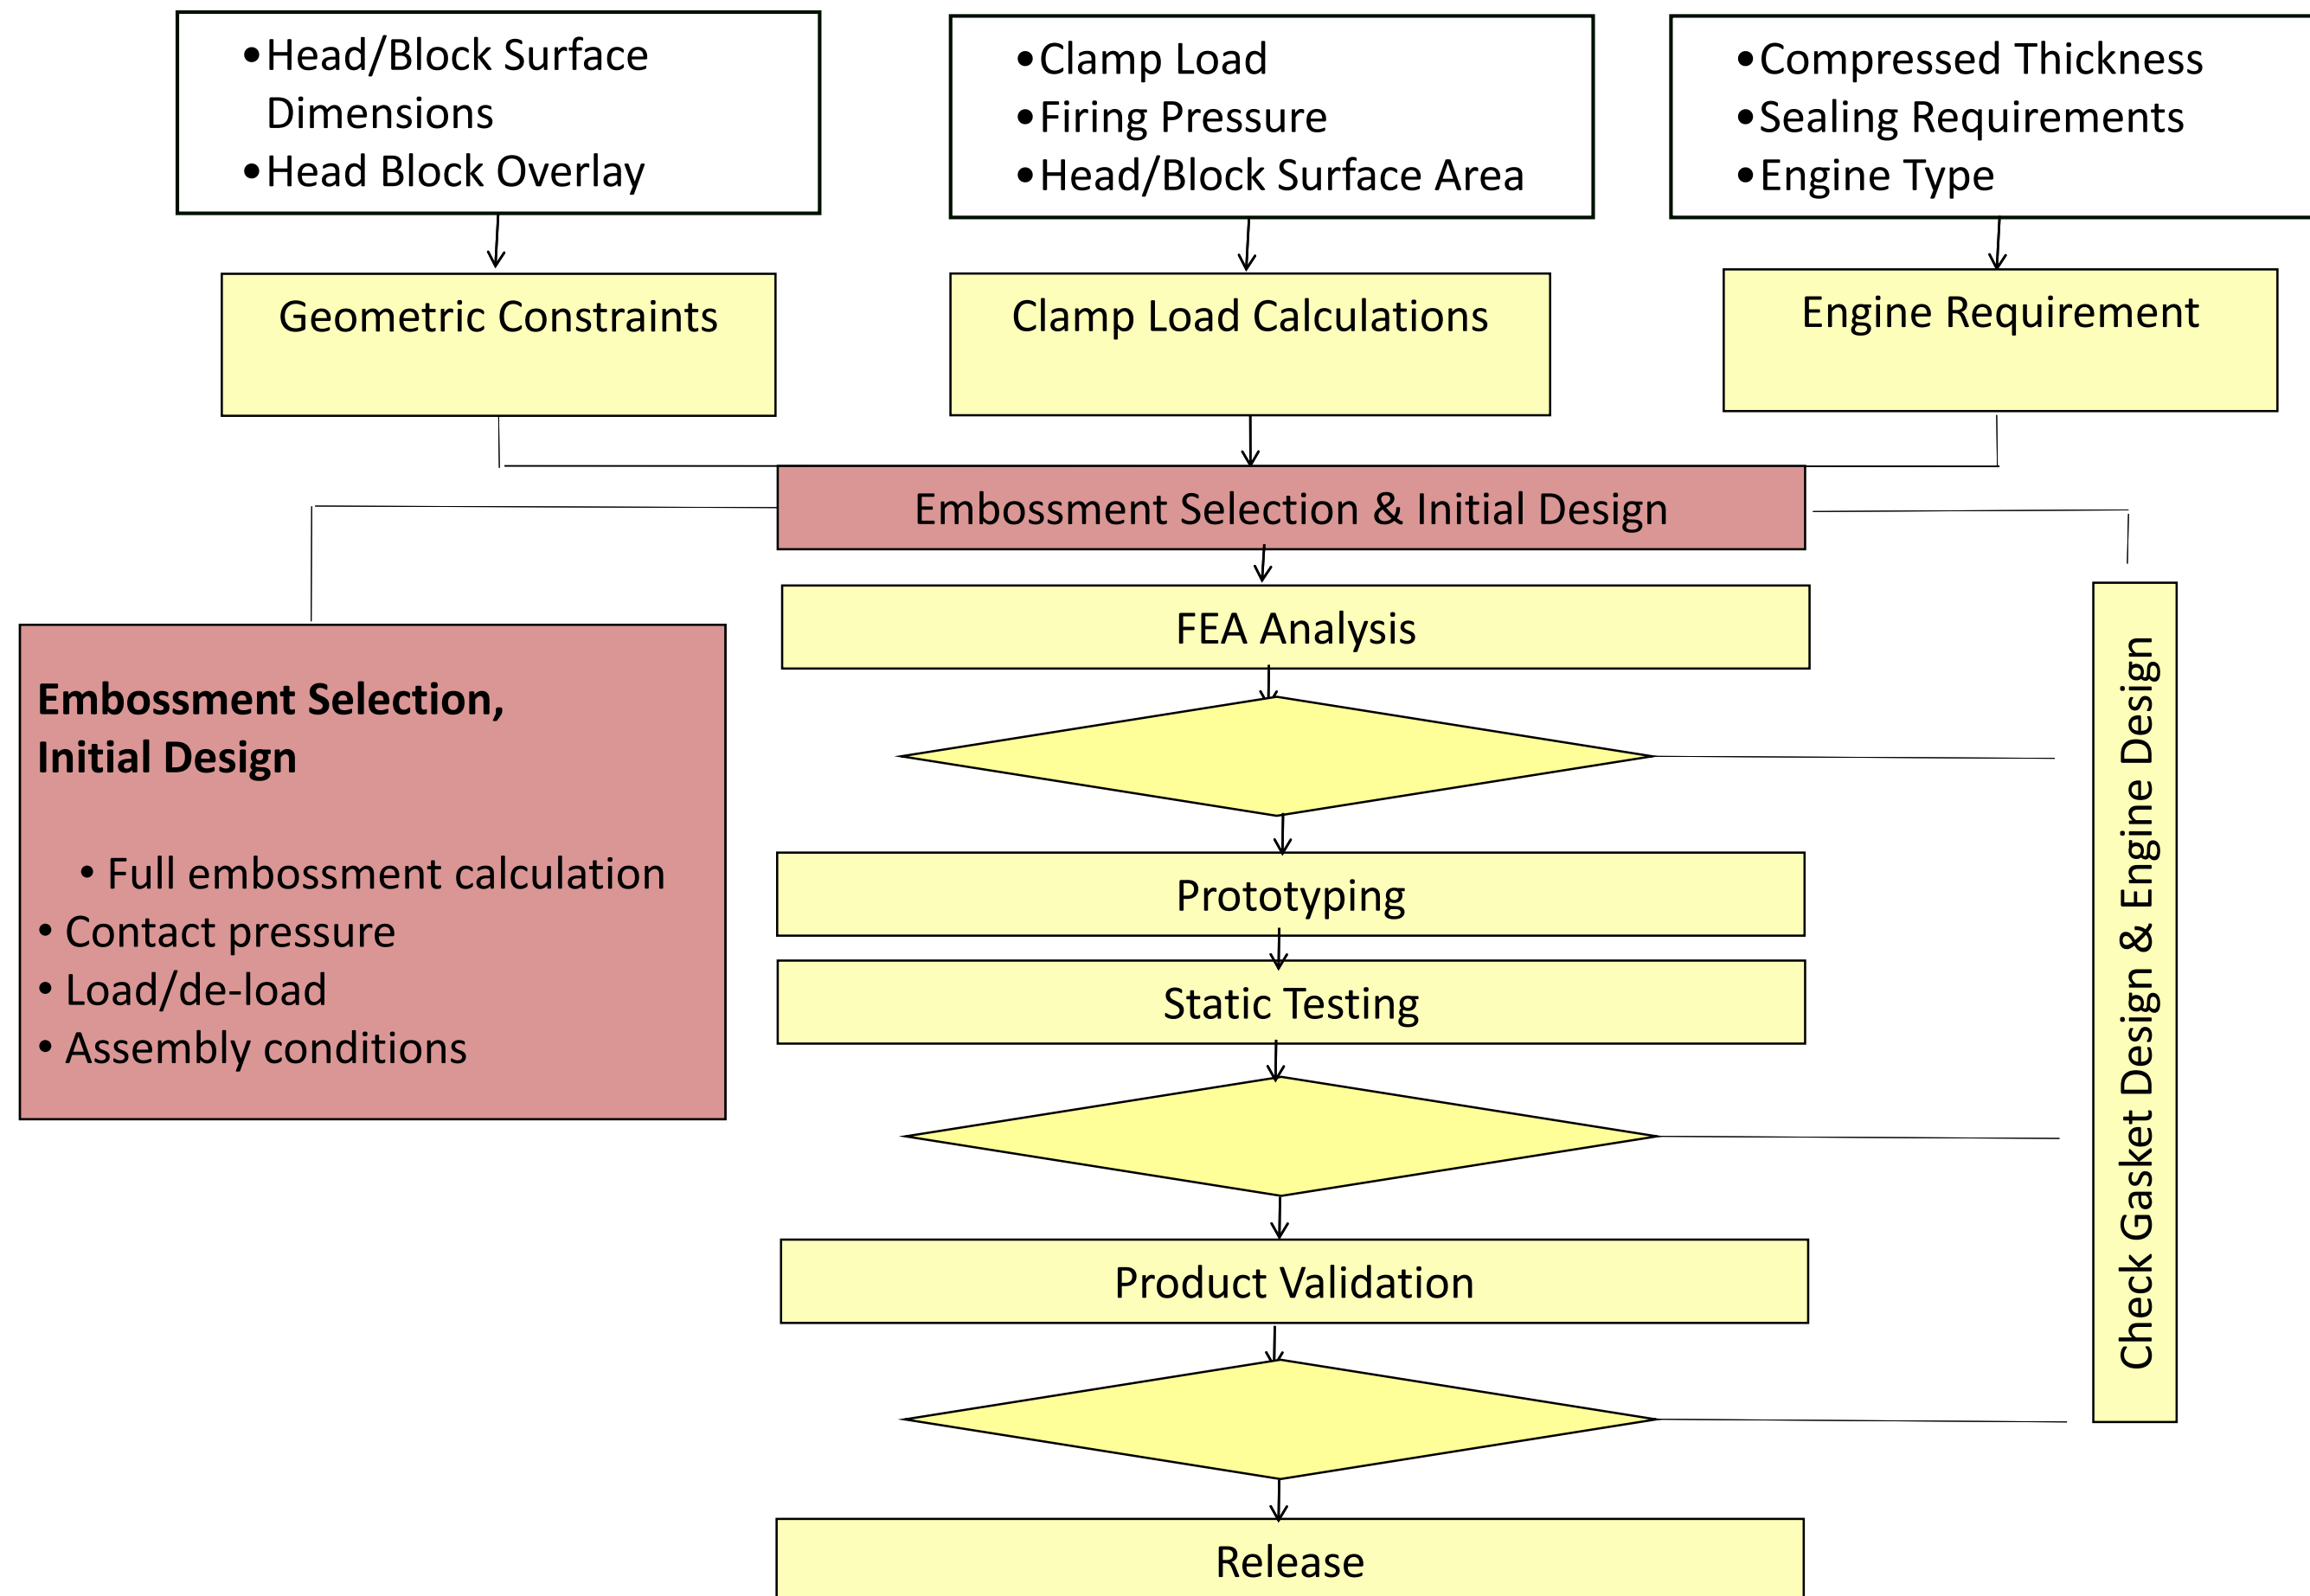 •Head/Block Surface
Dimensions
•Head Block Overlay
•Clamp Load
•Firing Pressure
•Head/Block Surface Area
•Compressed Thickness
•Sealing Requirements
•Engine Type
Geometric Constraints
Clamp Load Calculations
Engine Requirement
Embossment Selection & Initial Design
FEA Analysis
Embossment Selection,
Initial Design
• Full embossment calculation
• Contact pressure
• Load/de-load
• Assembly conditions
Prototyping
Static Testing
Product Validation
Release
Check Gasket Design & Engine Design